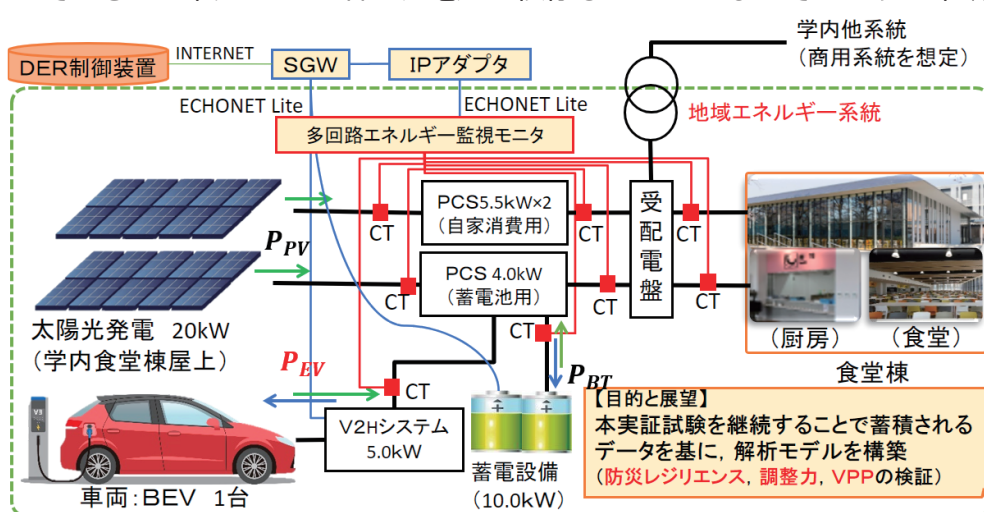 学内他系統
(商用系統を想定)
DER制御装置
INTERNET
SGW
IPアダプタ
ECHONET Lite
ECHONET Lite
地域エネルギー系統
多回路エネルギー監視モニタ
PCS5.5kW×2
(自家消費用)
CT
CT
CT
受配電盤
P_PV
PCS 4.0kW
(蓄電池用)
CT
CT
CT
太陽光発電 20kW
(学内食堂棟屋上)
CT
(厨房)
(食堂)
食堂棟
P_EV
CT
P_BT
V2Hシステム
5.0kW
蓄電設備
(10.0kW)
車両:BEV 1台
【目的と展望】
本実証試験を継続することで蓄積される
データを基に,解析モデルを構築
(防災レジリエンス,調整力,VPPの検証)